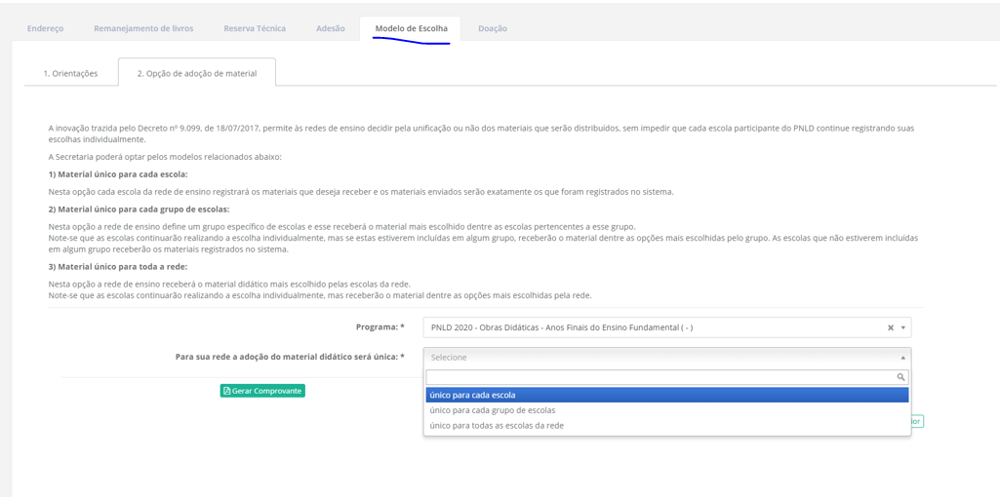 Endereço Remanejamento de livros Reserva Técnica Adesão Modelo de Escolha Doação
1. Orientações 2. Opção de adoção de material
A inovação trazida pelo Decreto nº 9.099, de 18/07/2017, permite às redes de ensino decidir pela unificação ou não dos materiais que serão distribuídos, sem impedir que cada escola participante do PNLD continue registrando suas
escolhas individualmente.
A Secretaria poderá optar pelos modelos relacionados abaixo:
1) Material único para cada escola:
Nesta opção cada escola da rede de ensino registrará os materiais que deseja receber e os materiais enviados serão exatamente os que foram registrados no sistema.
2) Material único para cada grupo de escolas:
Nesta opção a rede de ensino define um grupo específico de escolas e esse receberá o material mais escolhido dentre as escolas pertencentes a esse grupo.
Note-se que as escolas continuarão realizando a escolha individualmente, mas se estas estiverem incluídas em algum grupo, receberão o material dentre as opções mais escolhidas pelo grupo. As escolas que não estiverem incluídas
em algum grupo receberão os materiais registrados no sistema.
3) Material único para toda a rede:
Nesta opção a rede de ensino receberá o material didático mais escolhido pelas escolas da rede.
Note-se que as escolas continuarão realizando a escolha individualmente, mas receberão o material dentre as opções mais escolhidas pela rede.
Programa: * PNLD 2020 - Obras Didáticas - Anos Finais do Ensino Fundamental ( - )
Para sua rede a adoção do material didático será única: * Selecione
Gerar Comprovante
único para cada escola
único para cada grupo de escolas
único para todas as escolas da rede